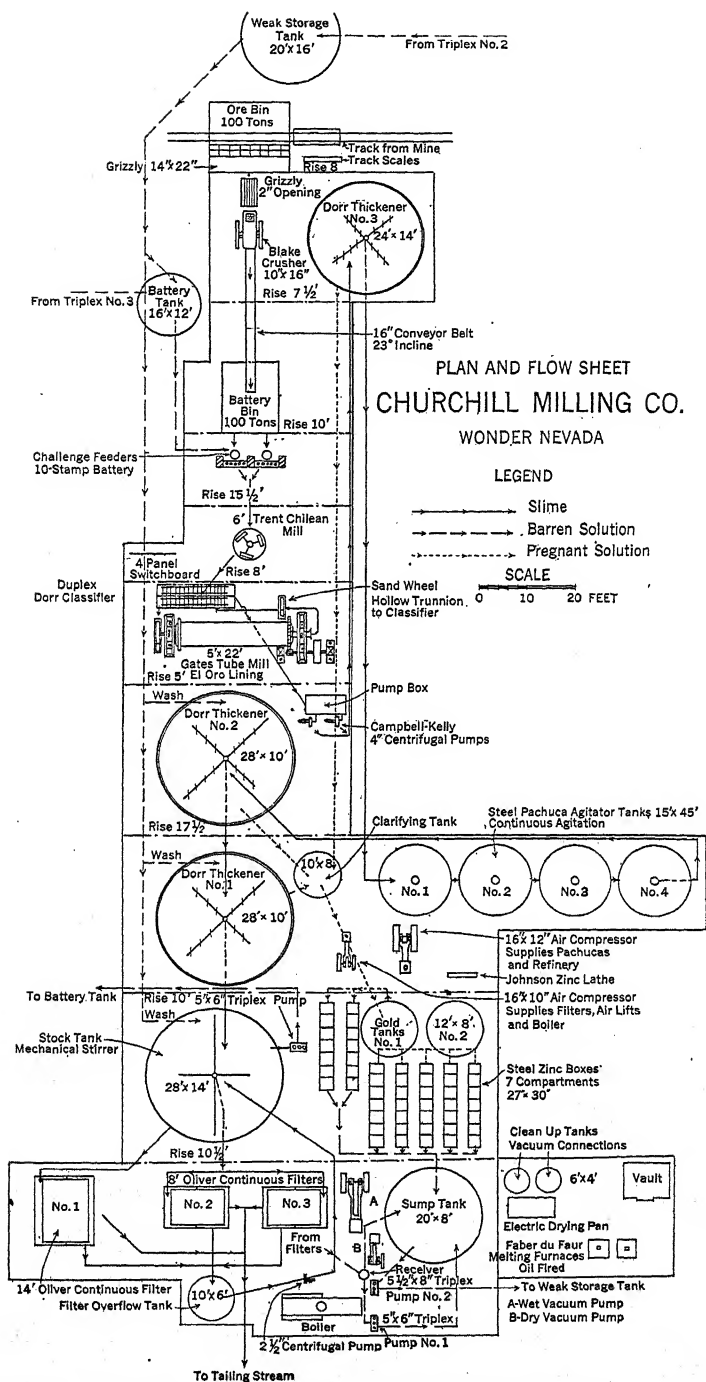 Weak Storage
Tank
20'X 16'
From Triplex No.2
Ore Bin
100 Tons
Track from Mine
Track Scales
Grizzly 14"X 22"
Rise 8
Grizzly
2" Opening
Dorr Thickener
No.3
24'X 14'
Blake
Crusher
10"X 16"
Battery
Tank
16'X 12'
From Triplex No.3
Rise 7 ½'
16" Conveyor Belt
23° Incline
PLAN AND FLOW SHEET
CHURCHILL MILLING CO.
WONDER NEVADA
Battery
Bin
100 Tons
Rise 10'
Challenge Feeders
10-Stamp Battery
LEGEND
Slime
Barren Solution
Pregnant Solution
SCALE
0 10 20 FEET
Rise 15 ½'
6' Trent Chilean
Mill
4 Panel
Switchboard
Rise 8'
Duplex
Dorr Classifier
Sand Wheel
Hollow Trunnion
to Classifier
5'X 22'
Gates Tube Mill
Rise 5' El Oro Lining
Wash
Pump Box
Dorr Thickener
No.2
28'X 10'
Campbell-Kelly
4" Centrifugal Pumps
Rise 17 ½
Clarifying Tank
Steel Pachuca Agitator Tanks 15'X 45'
Continuous Agitation
Wash
10'X 8'
Dorr Thickener
No.1
28'X 10'
No.1
No.2
No.3
No.4
16"X 12" Air Compressor
Supplies Pachucas
and Refinery
Johnson Zinc Lathe
To Battery Tank
Rise 10' 5"X 6" Triplex Pump
16"X 10" Air Compressor
Supplies Filters, Air Lifts
and Boiler
Wash
Stock Tank
Mechanical Stirrer
28'X 14'
Gold
Tanks
No.1
12'X 8'
No.2
Steel Zinc Boxes
7 Compartments
27"X 30"
Rise 10 ½'
Clean Up Tanks
Vacuum Connections
8' Oliver Continuous Filters
No.1
No.2
No.3
A
B
Sump Tank
20'X 8'
6'X 4'
Vault
Electric Drying Pan
Faber du Faur
Melting Furnaces
Oil Fired
From
Filters
Receiver
14' Oliver Continuous Filter
Filter Overflow Tank
10'X 6'
5 ½"X 8" Triplex
Pump No.2
To Weak Storage Tank
A-Wet Vacuum Pump
B-Dry Vacuum Pump
Boiler
5"X 6" Triplex
2 ½" Centrifugal Pump
Pump No.1
To Tailing Stream